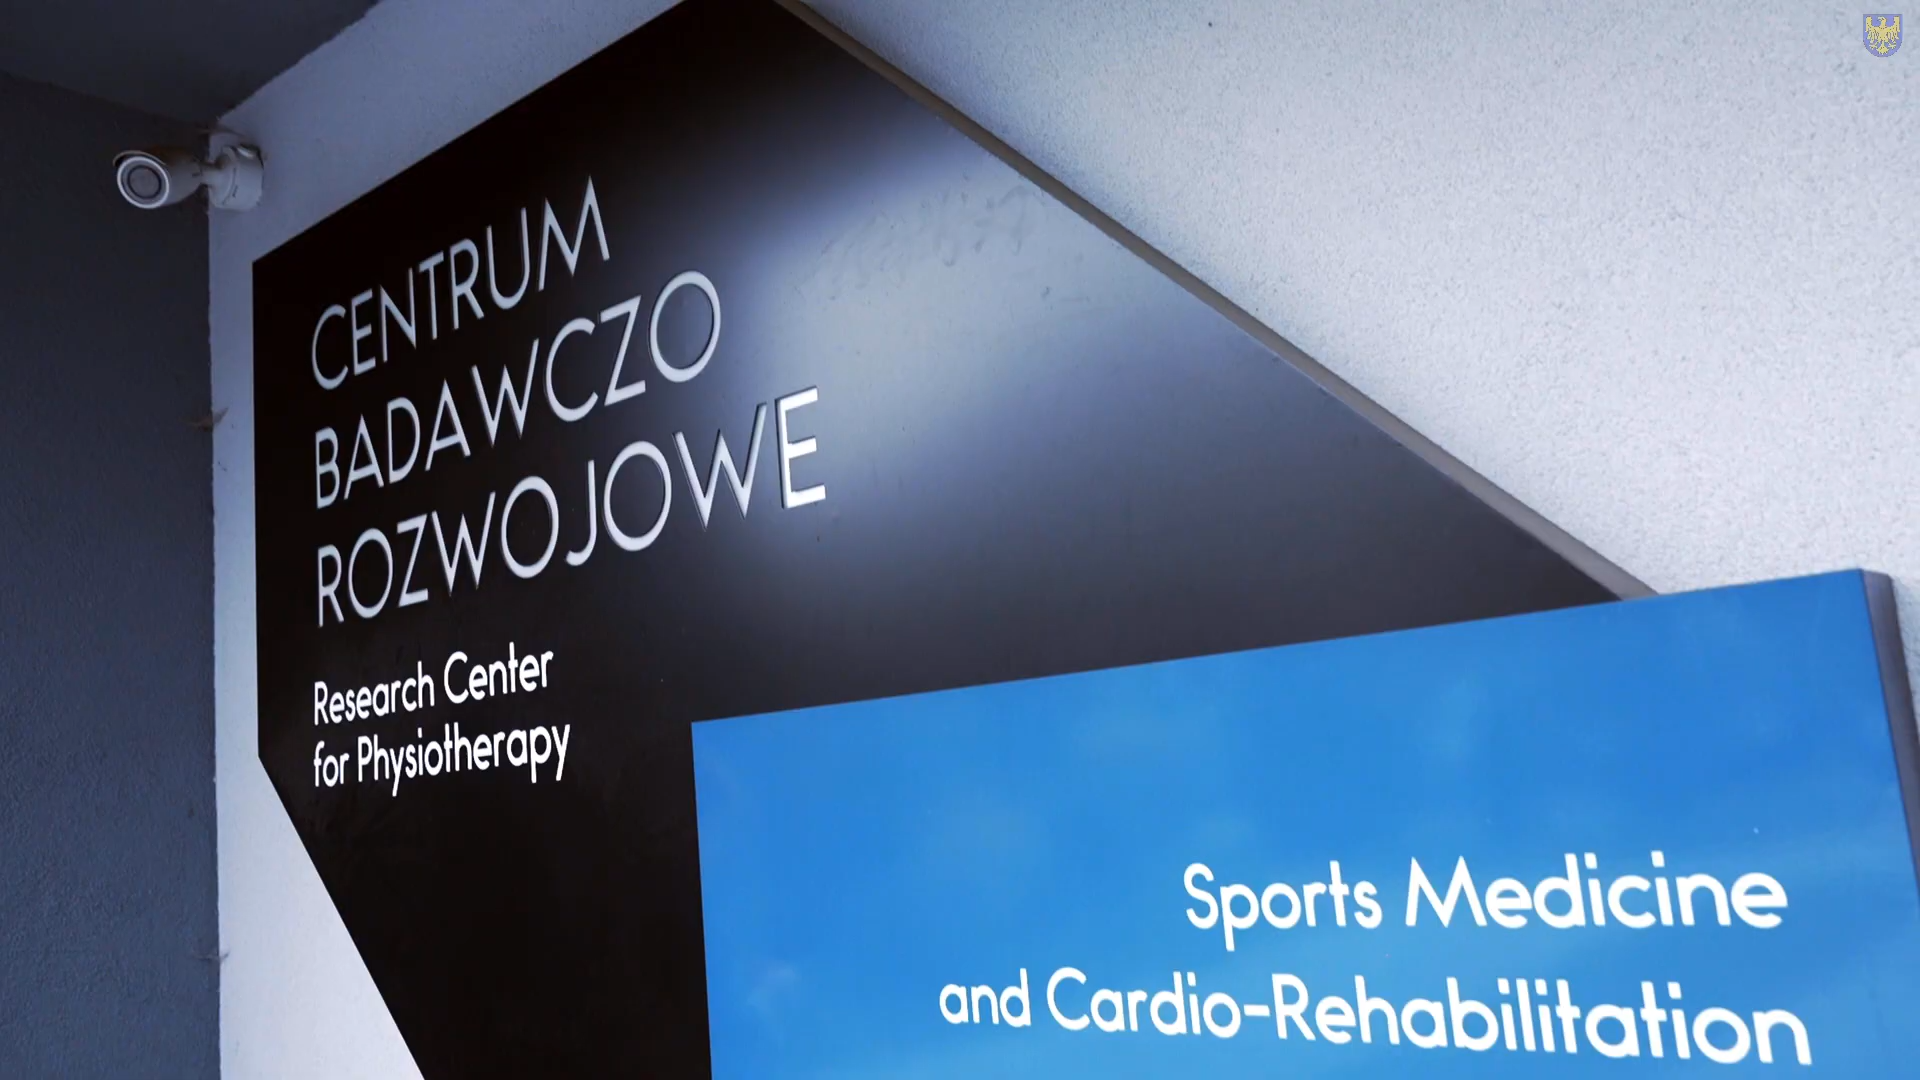 CENTRUM
BADAWCZO
ROZWOJOWE
Research Center
for Physiotherapy
Sports Medicine
and Cardio-Rehabilitation